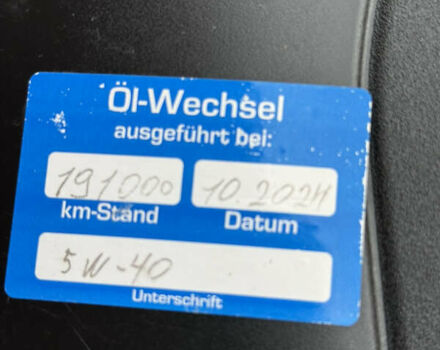 Öl-Wechsel
ausgeführt bei:
191000 10.2024
km-Stand Datum
5W-40
Unterschrift